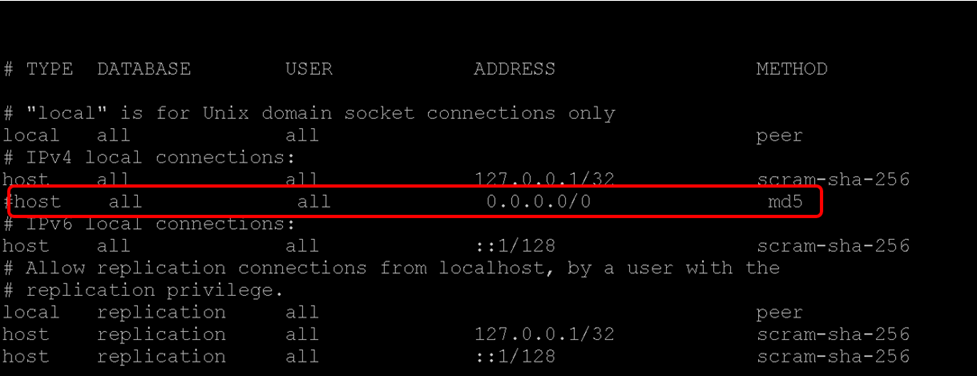 # TYPE  DATABASE        USER            ADDRESS                 METHOD
# "local" is for Unix domain socket connections only
local   all             all                                     peer
# IPv4 local connections:
host    all             all             127.0.0.1/32            scram-sha-256
#host    all             all             0.0.0.0/0               md5
# IPv6 local connections:
host    all             all             ::1/128                 scram-sha-256
# Allow replication connections from localhost, by a user with the
# replication privilege.
local   replication     all                                     peer
host    replication     all             127.0.0.1/32            scram-sha-256
host    replication     all             ::1/128                 scram-sha-256